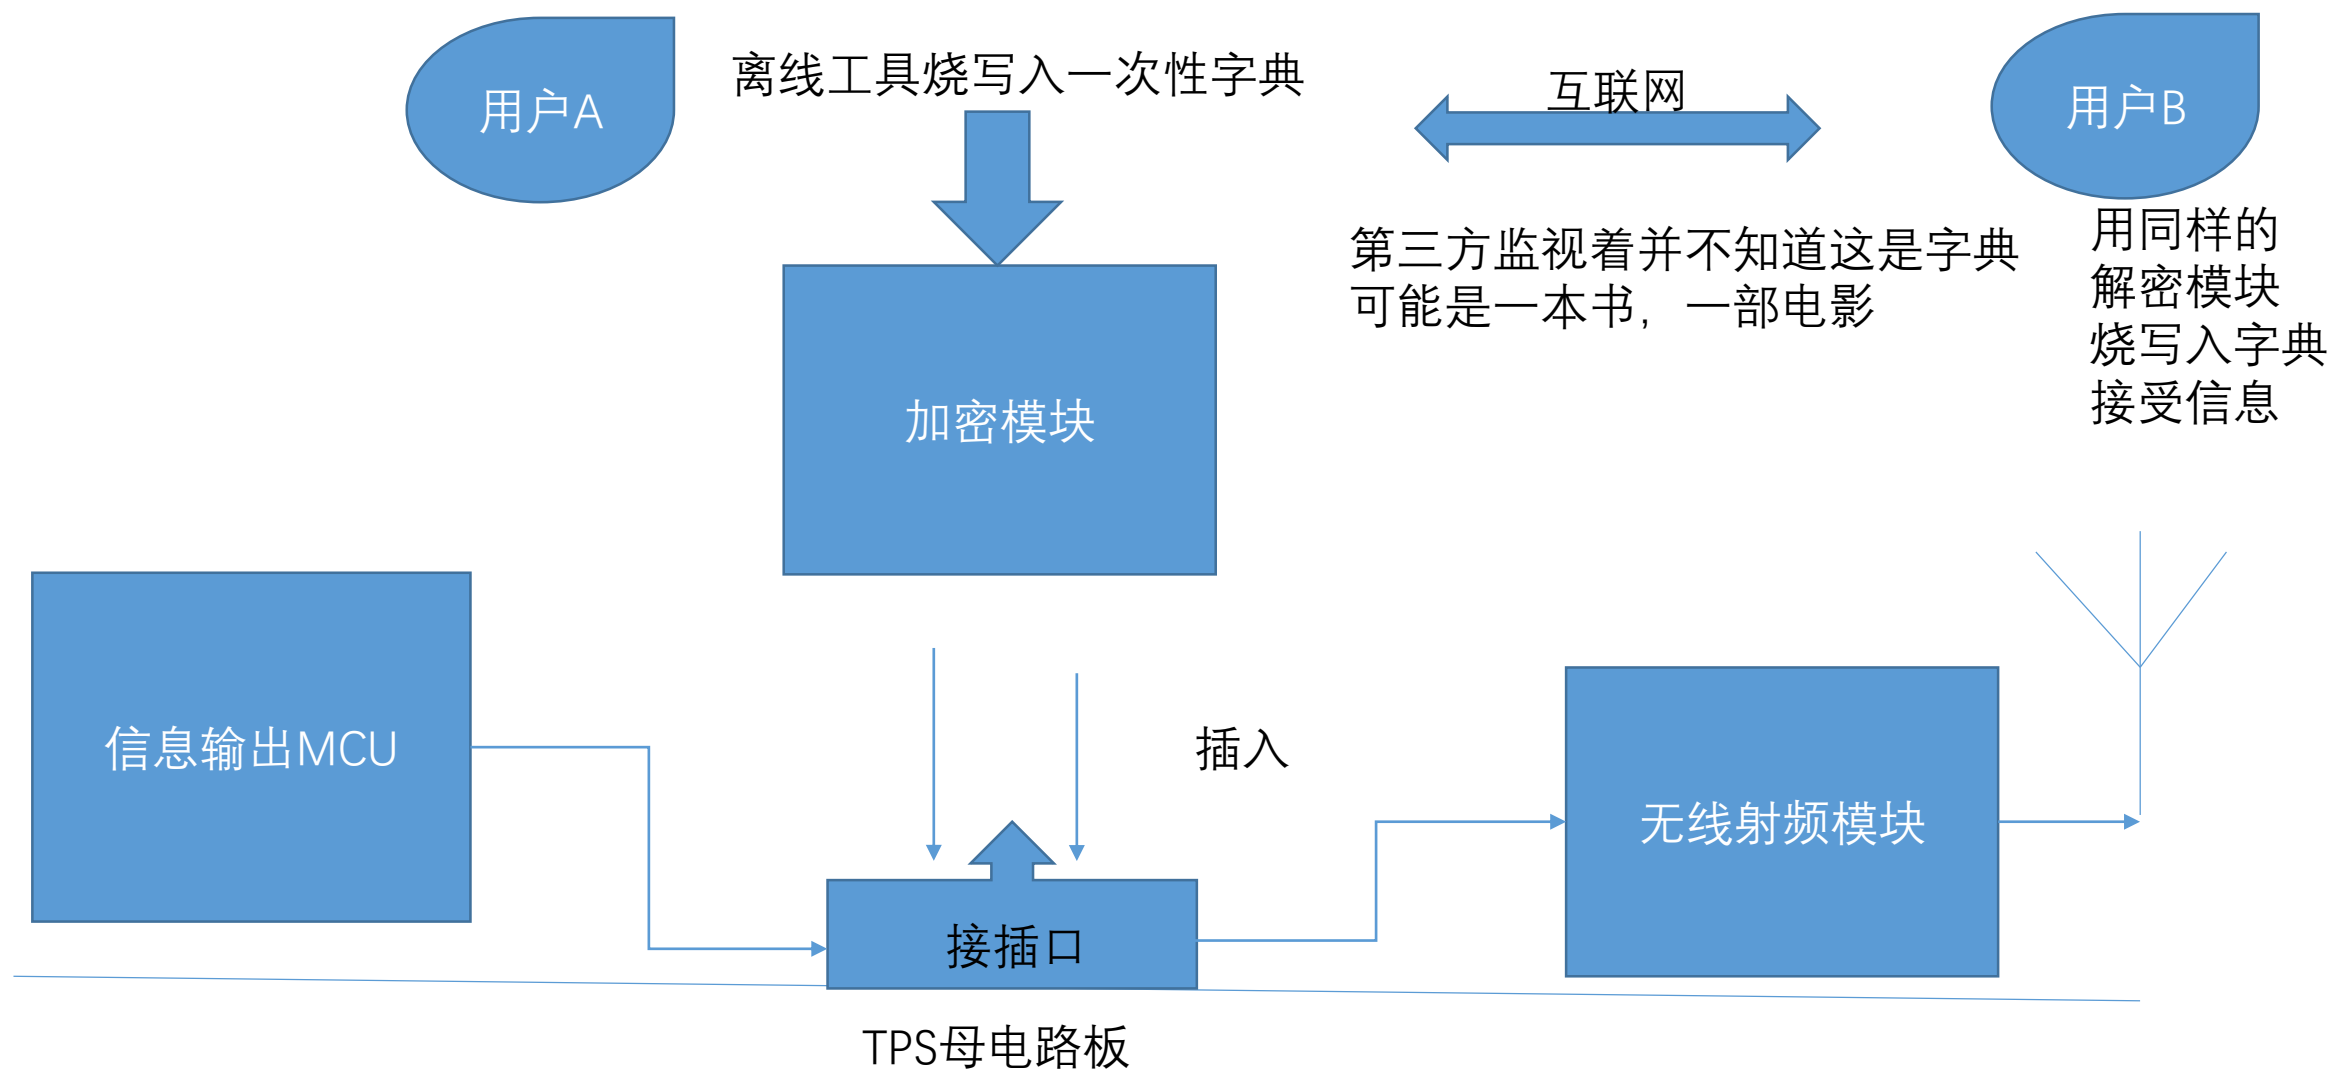 用户A
离线工具烧写入一次性字典
互联网
用户B
第三方监视着并不知道这是字典
可能是一本书，一部电影
用同样的
解密模块
烧写入字典
接受信息
加密模块
信息输出MCU
插入
无线射频模块
接插口
TPS母电路板